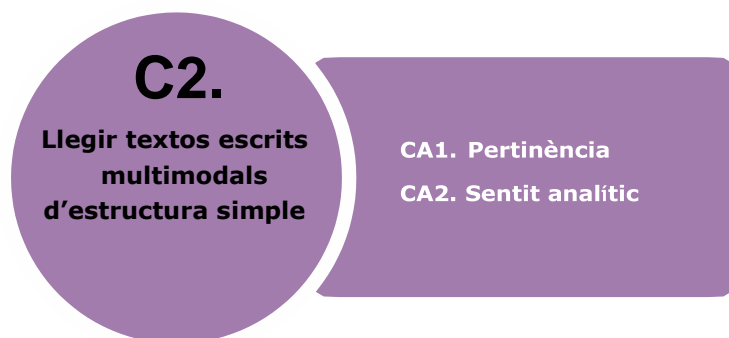 C2.
Llegir textos escrits
multimodals
d’estructura simple
CA1. Pertinència
CA2. Sentit analític